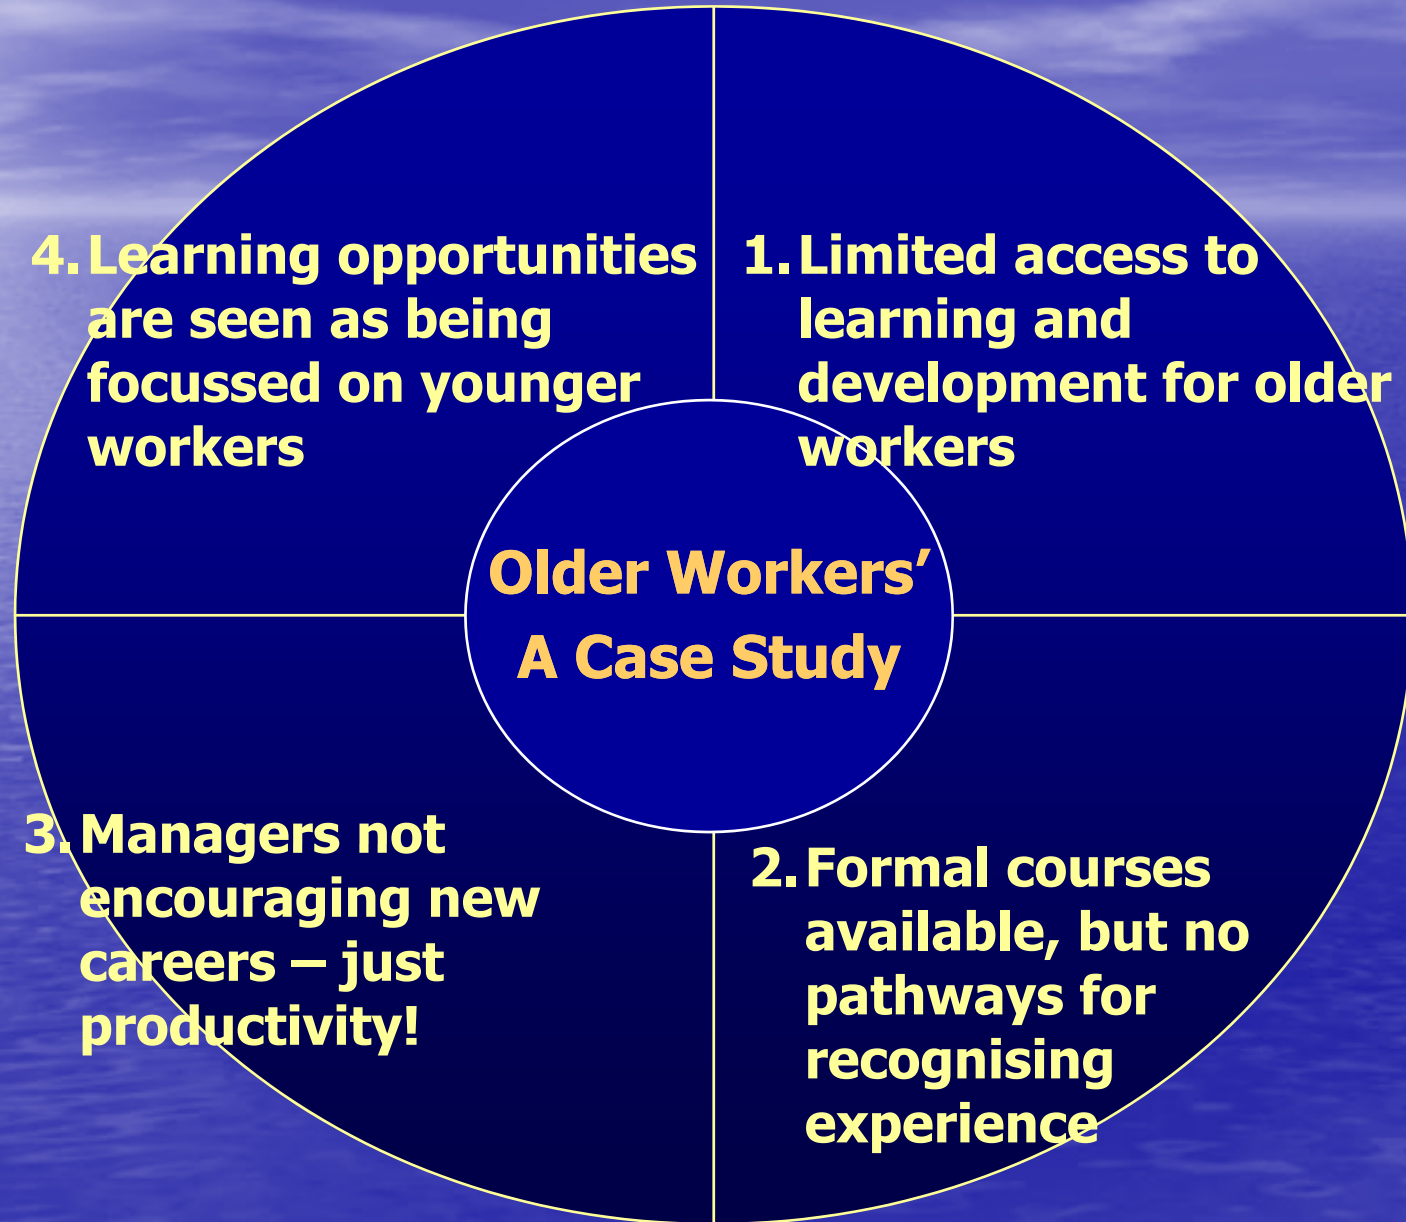 Older Workers’
A Case Study
1. Limited access to
learning and
development for older
workers
2. Formal courses
available, but no
pathways for
recognising
experience
3. Managers not
encouraging new
careers – just
productivity!
4. Learning opportunities
are seen as being
focussed on younger
workers